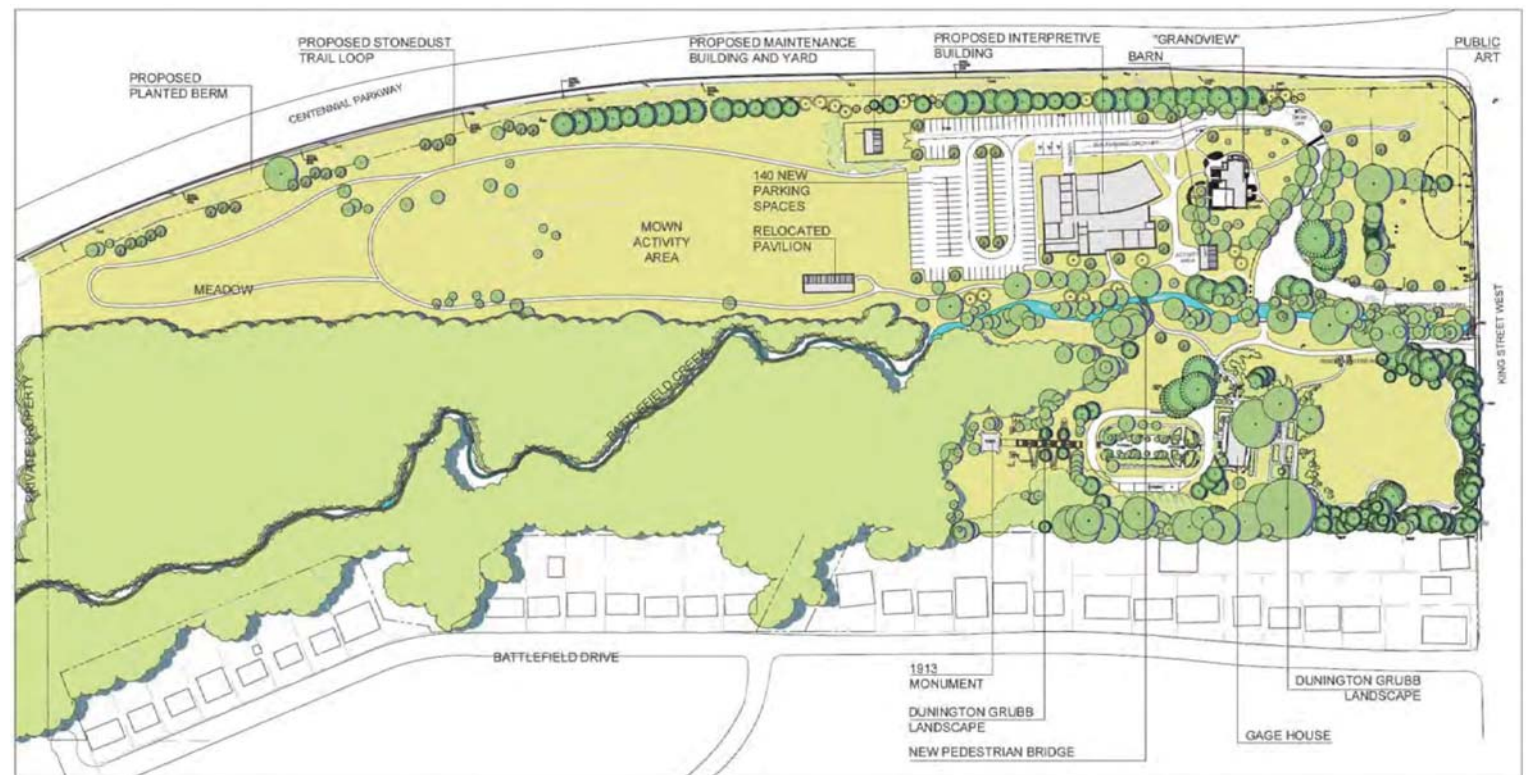 PROPOSED
PLANTED BERM
PROPOSED STONEDUST
TRAIL LOOP
CENTENNIAL PARKWAY
PROPOSED MAINTENANCE
BUILDING AND YARD
PROPOSED INTERPRETIVE
BUILDING
BARN
"GRANDVIEW"
PUBLIC
ART
140 NEW
PARKING
SPACES
MOWN
ACTIVITY
AREA
RELOCATED
PAVILION
MEADOW
KING STREET WEST
BATTLEFIELD CREEK
PRIVATE PROPERTY
BATTLEFIELD DRIVE
1913
MONUMENT
DUNINGTON GRUBB
LANDSCAPE
NEW PEDESTRIAN BRIDGE
GAGE HOUSE
DUNINGTON GRUBB
LANDSCAPE